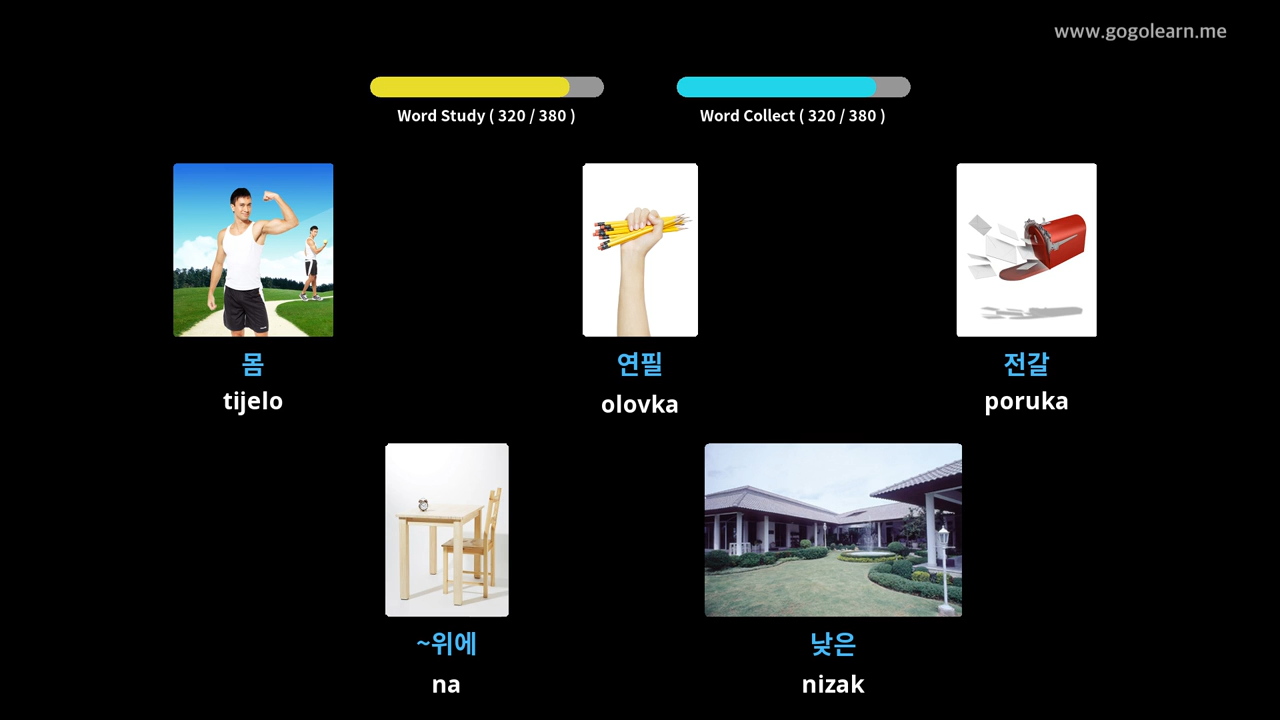 www.gogolearn.me
Word Study ( 320 / 380 )
Word Collect ( 320 / 380 )
몸
tijelo
연필
olovka
전갈
poruka
~위에
na
낮은
nizak